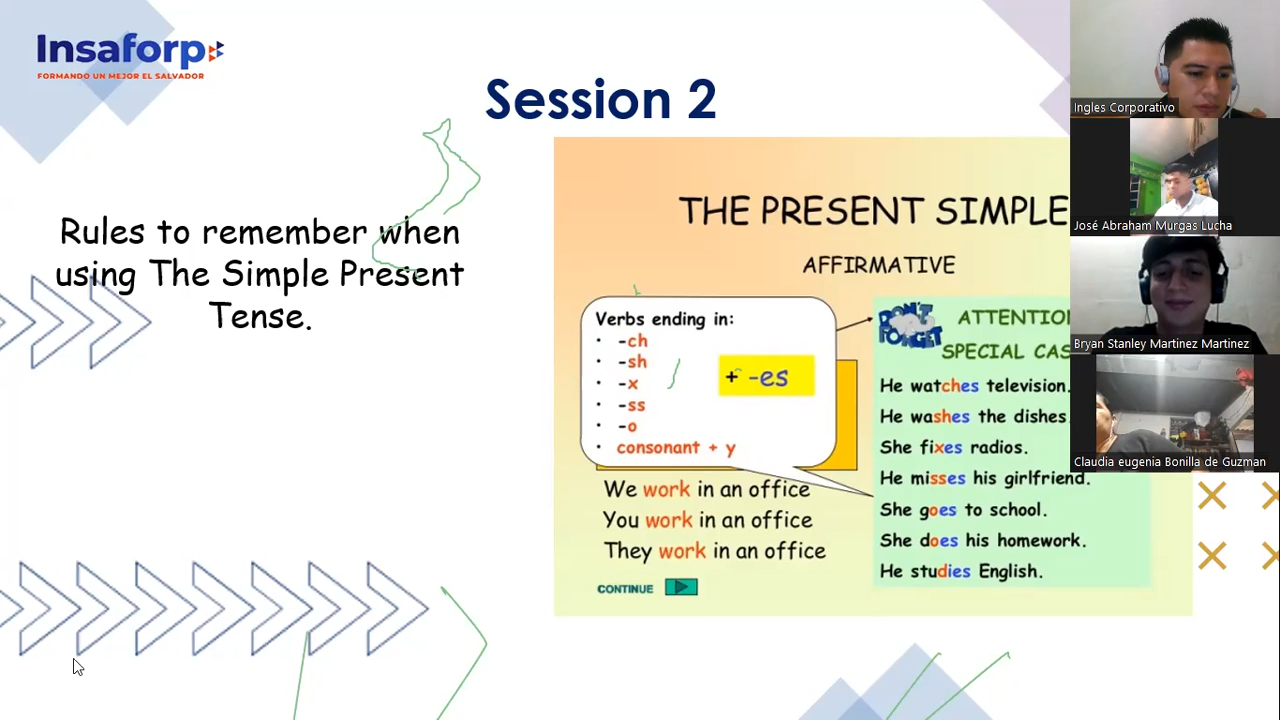 Insaforp
FORMANDO UN MEJOR EL SALVADOR
Session 2
Rules to remember when
using The Simple Present
Tense.
THE PRESENT SIMPLE
AFFIRMATIVE
Verbs ending in:
· -ch
· -sh
· -x
· -ss
· -o
· consonant + y
+ -es
We work in an office
You work in an office
They work in an office
CONTINUE
DON'T
FORGET
ATTENTIO
SPECIAL CAS
He watches television.
He washes the dishes.
She fixes radios.
He misses his girlfriend.
She goes to school.
She does his homework.
He studies English.
Ingles Corporativo
José Abraham Murgas Lucha
Bryan Stanley Martinez Martinez
Claudia eugenia Bonilla de Guzman